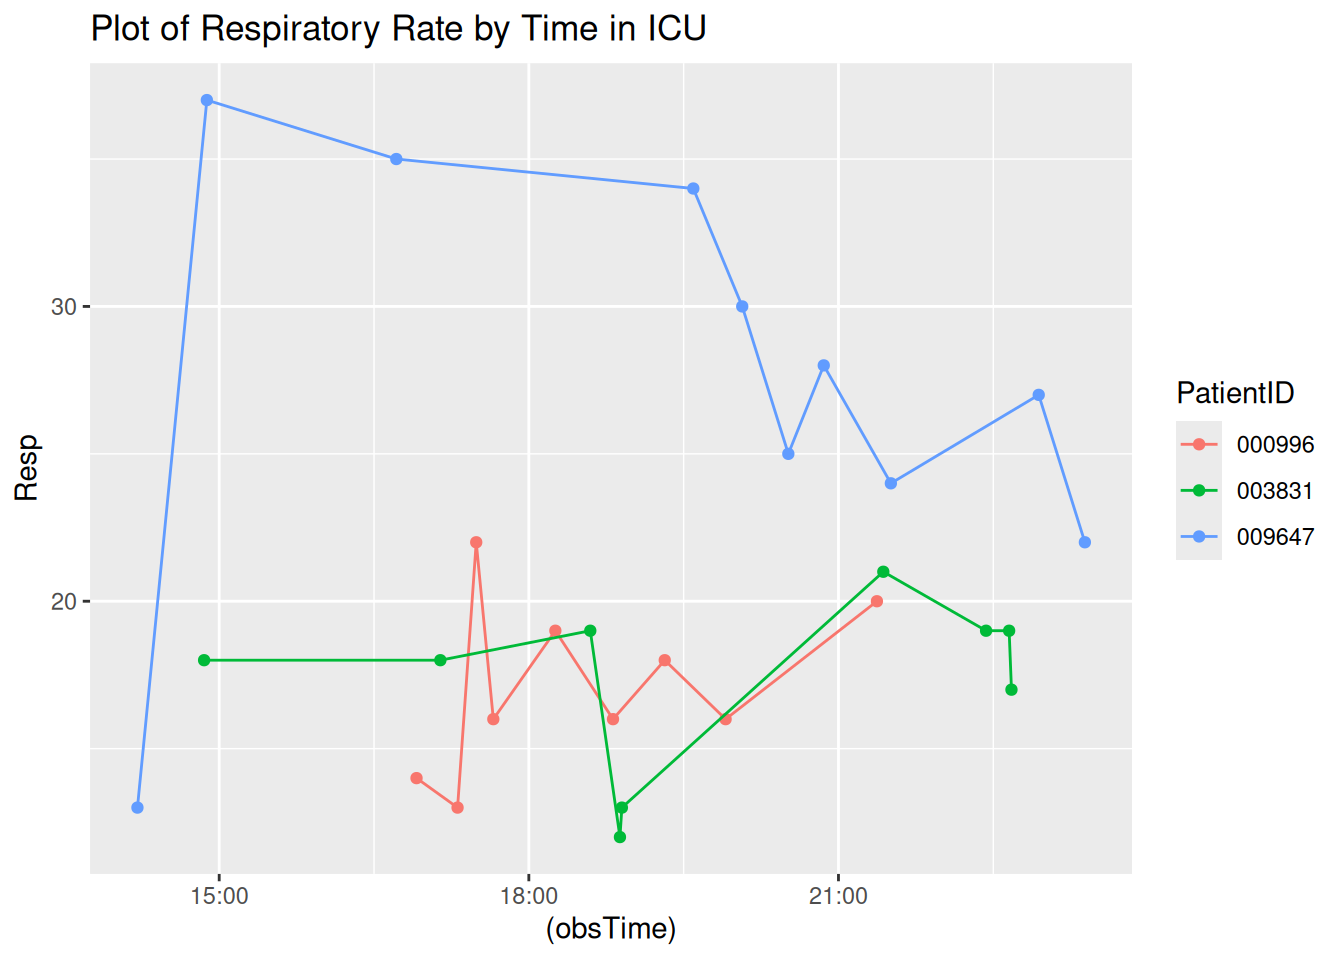 Plot of Respiratory Rate by Time in ICU
Resp
30
20
15:00 18:00 21:00
(obsTime)
PatientID
000996
003831
009647